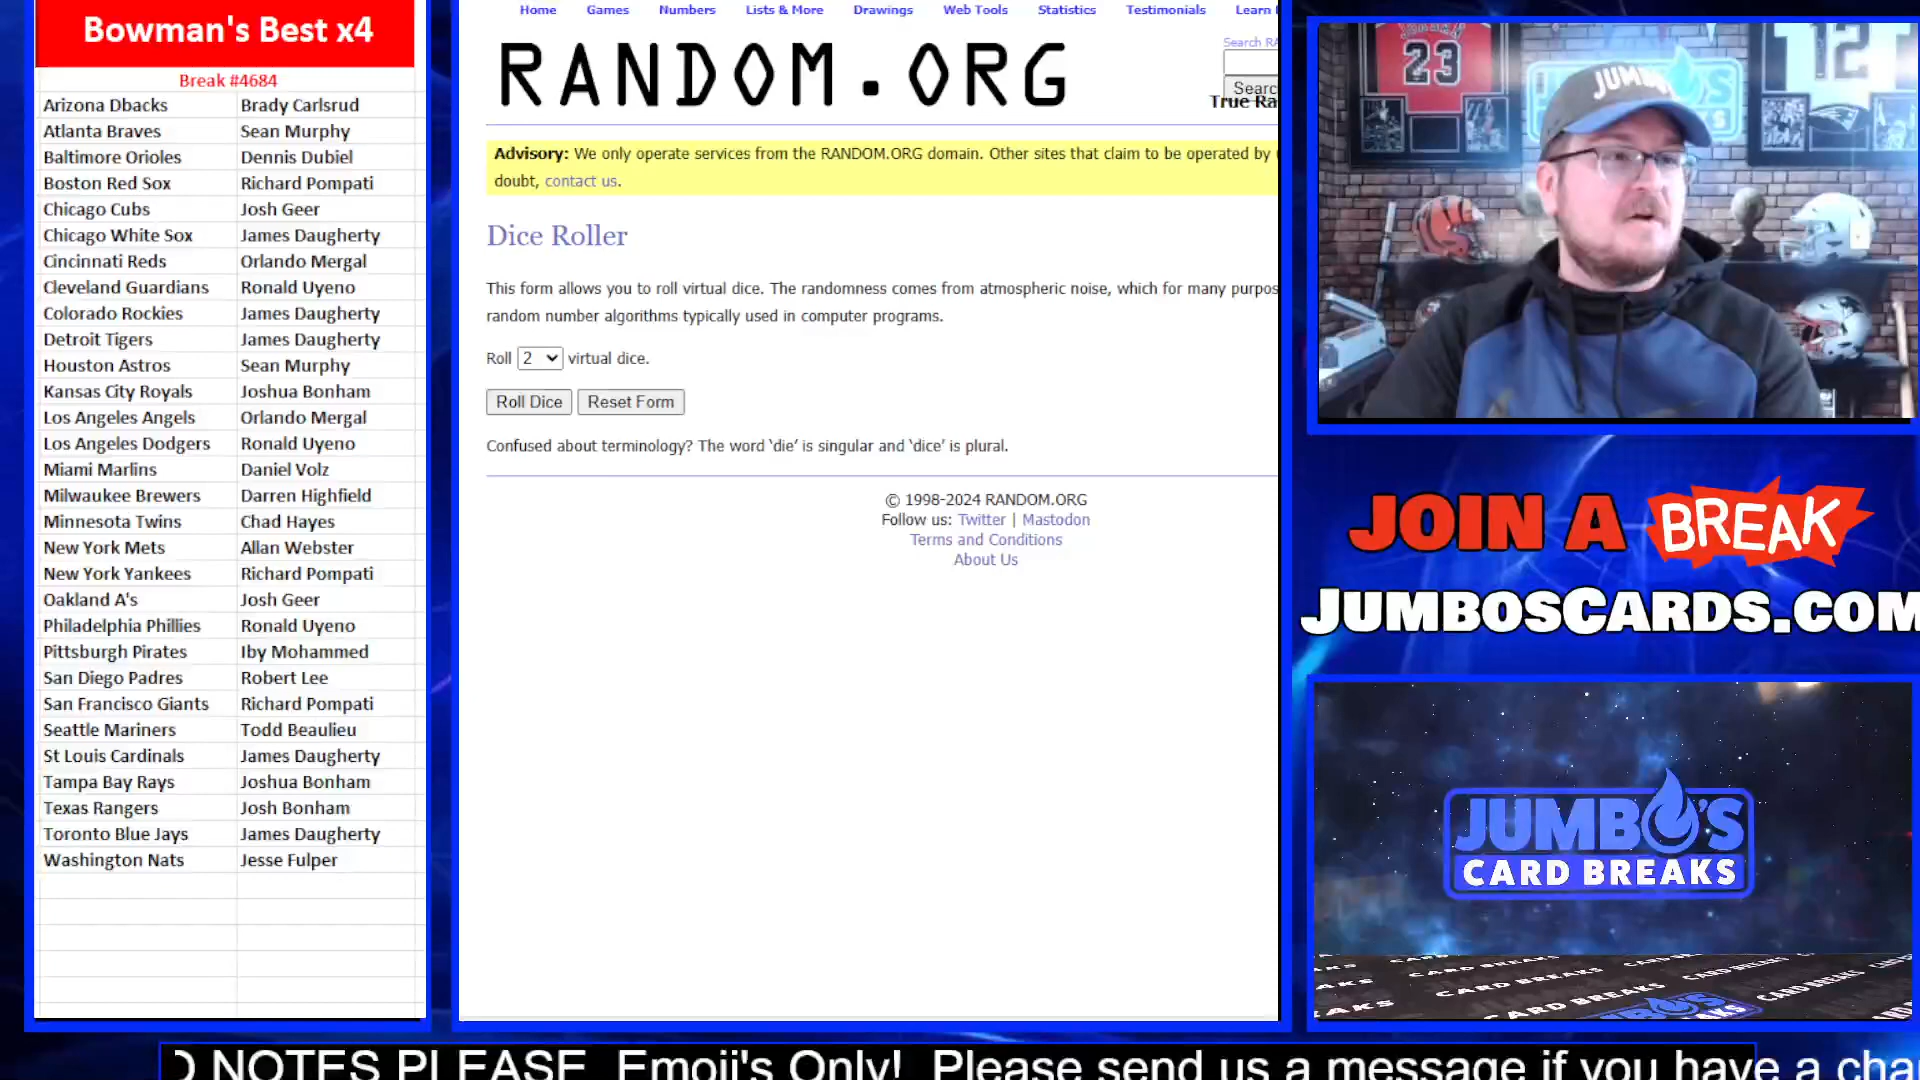 Bowman's Best x4
Break #4684
Arizona Dbacks Brady Carlsrud
Atlanta Braves Sean Murphy
Baltimore Orioles Dennis Dubiel
Boston Red Sox Richard Pompati
Chicago Cubs Josh Geer
Chicago White Sox James Daugherty
Cincinnati Reds Orlando Mergal
Cleveland Guardians Ronald Uyeno
Colorado Rockies James Daugherty
Detroit Tigers James Daugherty
Houston Astros Sean Murphy
Kansas City Royals Joshua Bonham
Los Angeles Angels Orlando Mergal
Los Angeles Dodgers Ronald Uyeno
Miami Marlins Daniel Volz
Milwaukee Brewers Darren Highfield
Minnesota Twins Chad Hayes
New York Mets Allan Webster
New York Yankees Richard Pompati
Oakland A's Josh Geer
Philadelphia Phillies Ronald Uyeno
Pittsburgh Pirates Iby Mohammed
San Diego Padres Robert Lee
San Francisco Giants Richard Pompati
Seattle Mariners Todd Beaulieu
St Louis Cardinals James Daugherty
Tampa Bay Rays Joshua Bonham
Texas Rangers Josh Bonham
Toronto Blue Jays James Daugherty
Washington Nats Jesse Fulper
Home Games Numbers Lists & More Drawings Web Tools Statistics Testimonials Learn
RANDOM.ORG
Search RA
Searc
True Ra
Advisory: We only operate services from the RANDOM.ORG domain. Other sites that claim to be operated by
doubt, contact us.
Dice Roller
This form allows you to roll virtual dice. The randomness comes from atmospheric noise, which for many purpos
random number algorithms typically used in computer programs.
Roll 2 virtual dice.
Roll Dice Reset Form
Confused about terminology? The word ‘die’ is singular and ‘dice’ is plural.
© 1998-2024 RANDOM.ORG
Follow us: Twitter | Mastodon
Terms and Conditions
About Us
23
JUMBO'S
12
JOIN A BREAK
JUMBOSCARDS.COM
JUMBO'S
CARD BREAKS
CARD BREAKS
O NOTES PLEASE Emoji's Only! Please send us a message if you have a cha